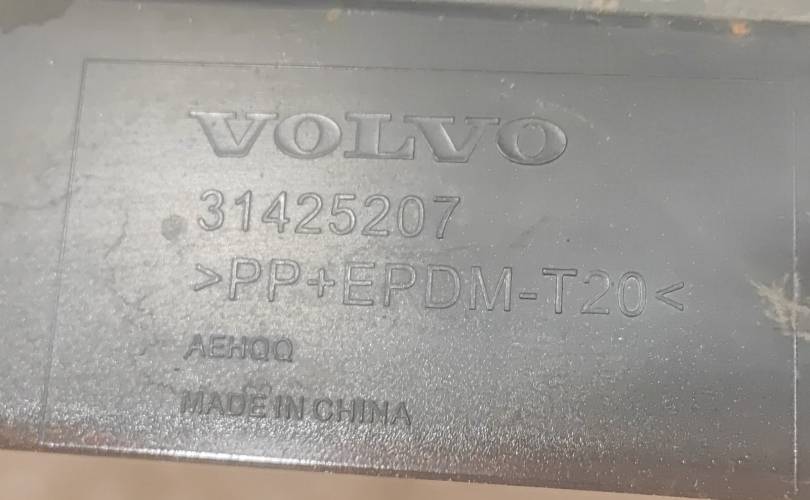 VOLVO
31425207
>PP+EPDM-T20<
AEHQQ
MADE IN CHINA